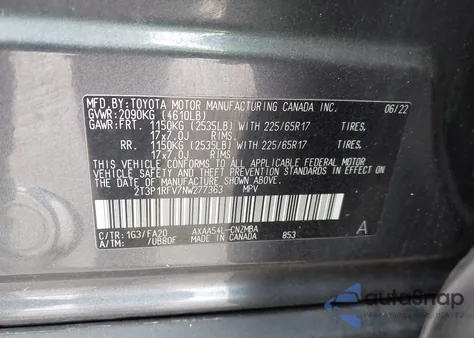 MFD.BY:TOYOTA MOTOR MANUFACTURING CANADA INC. 06/22
GVWR: 2090KG (4610LB)
GAWR: FRT. 1150KG (2535LB) WITH 225/65R17 TIRES,
17x7.0J RIMS,
RR. 1150KG (2535LB) WITH 225/65R17 TIRES,
17x7.0J RIMS,
THIS VEHICLE CONFORMS TO ALL APPLICABLE FEDERAL MOTOR
VEHICLE SAFETY AND THEFT PREVENTION STANDARDS IN EFFECT
ON THE DATE OF MANUFACTURE SHOWN ABOVE.
2T3P1RFV7NW277363 MPV
C/TR: 1G3/FA20 AXAA54L-CNZMBA A
A/TM: /UB80F MADE IN CANADA 853
autoSnap